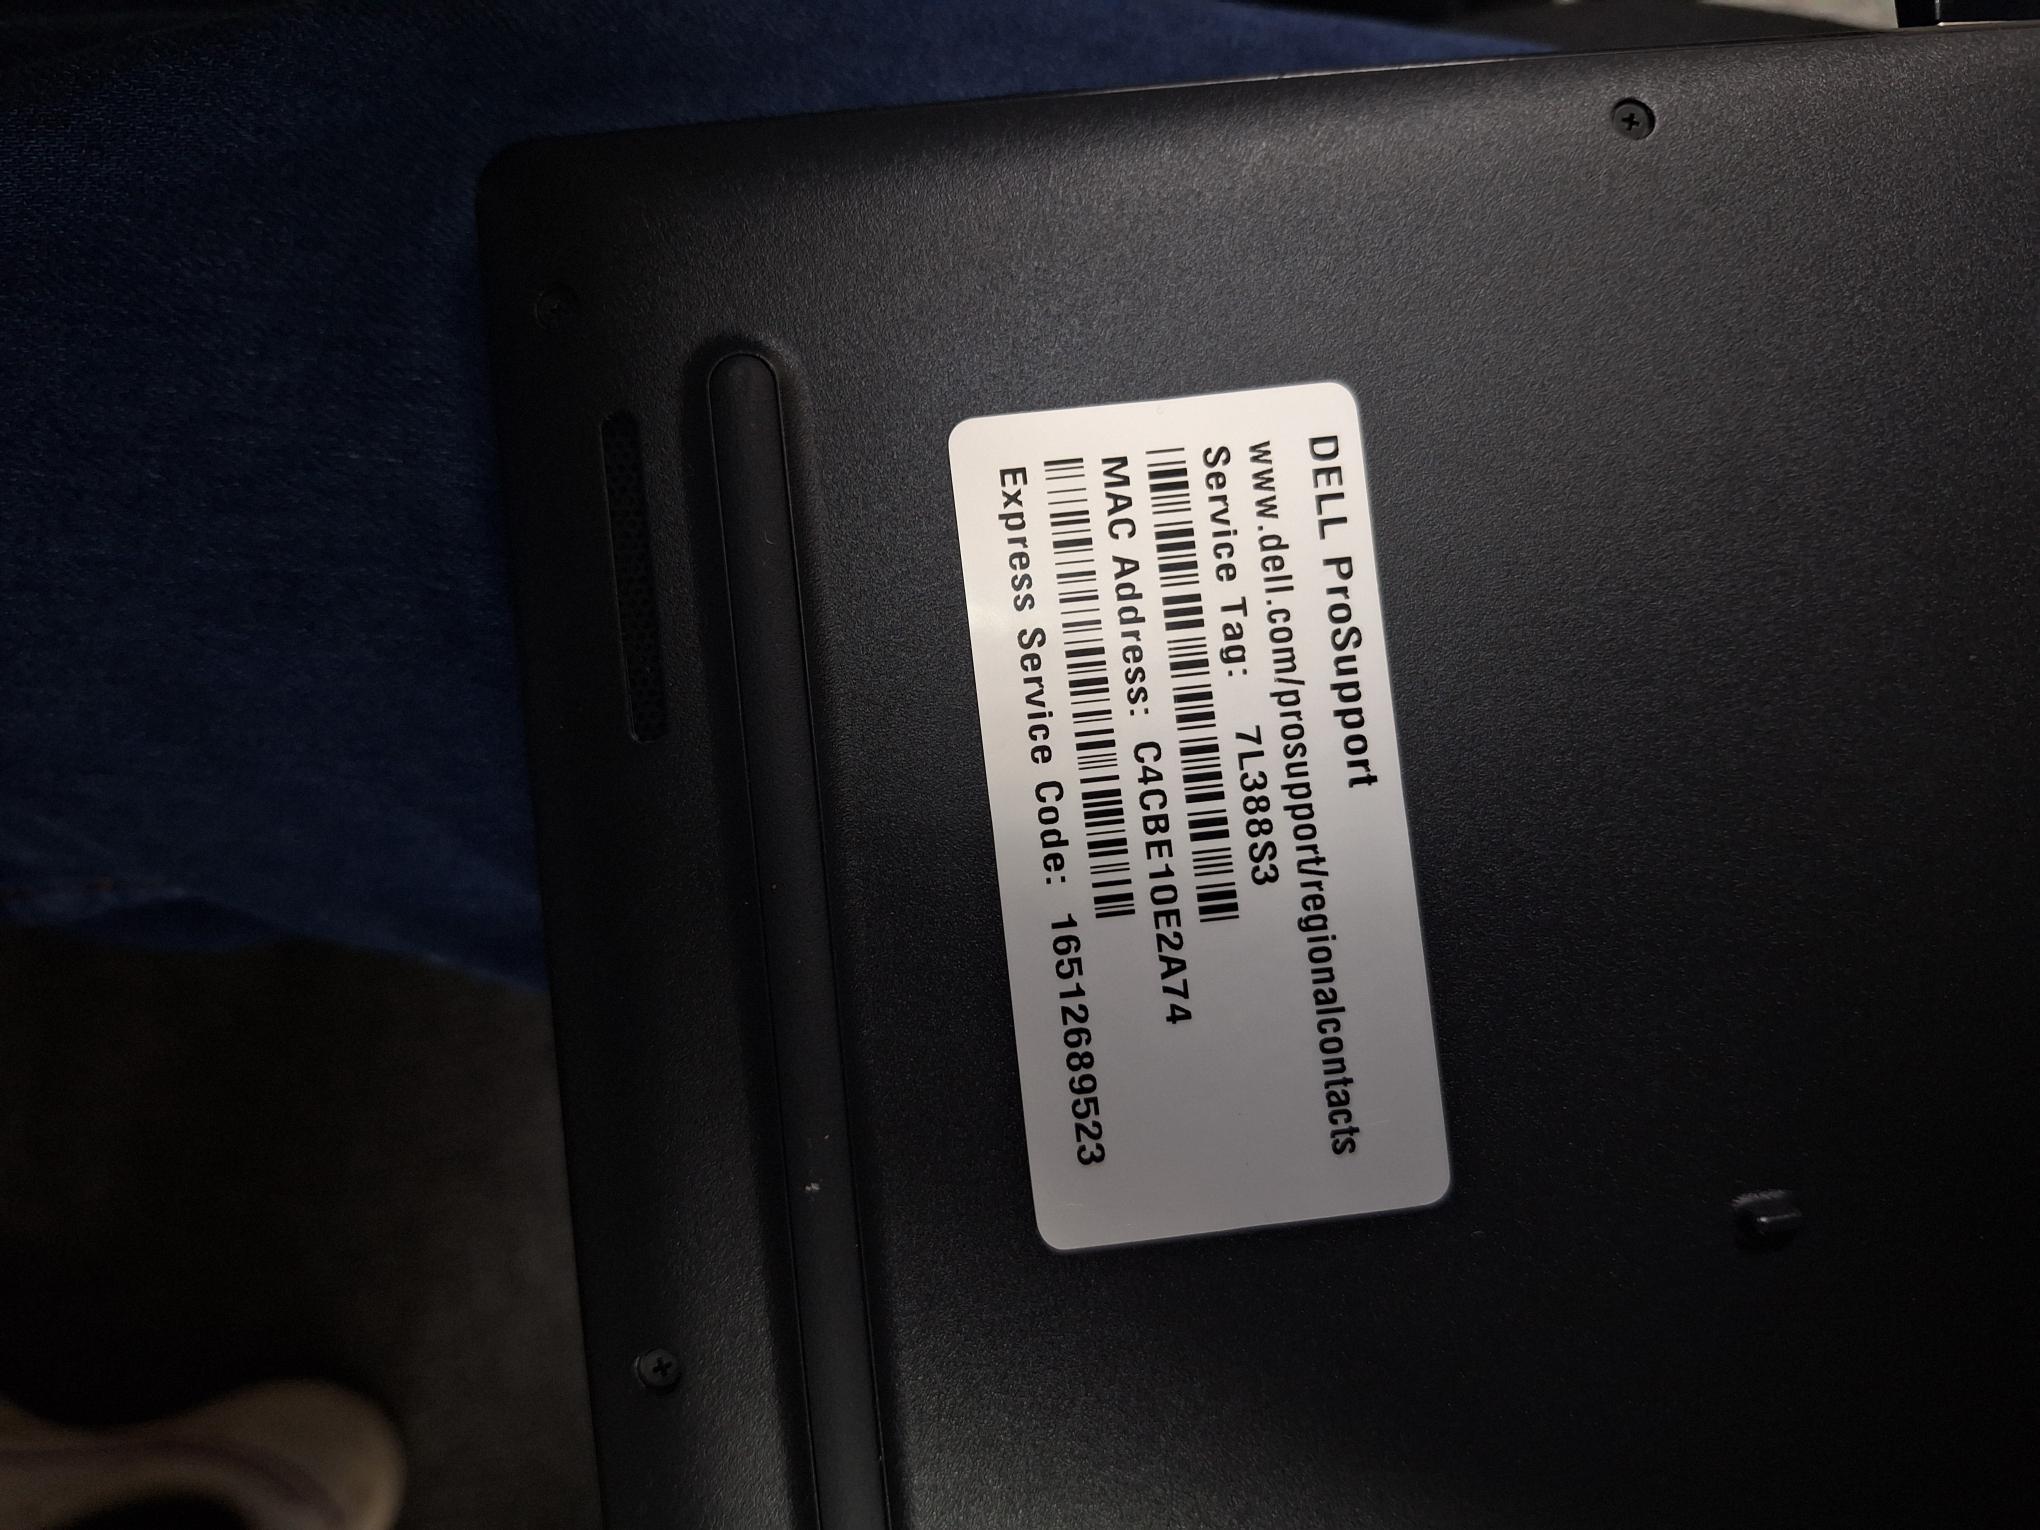 DELL ProSupport
www.dell.com/prosupport/regionalcontacts
Service Tag: 7L388S3
MAC Address: C4CBE10E2A74
Express Service Code: 16512689523